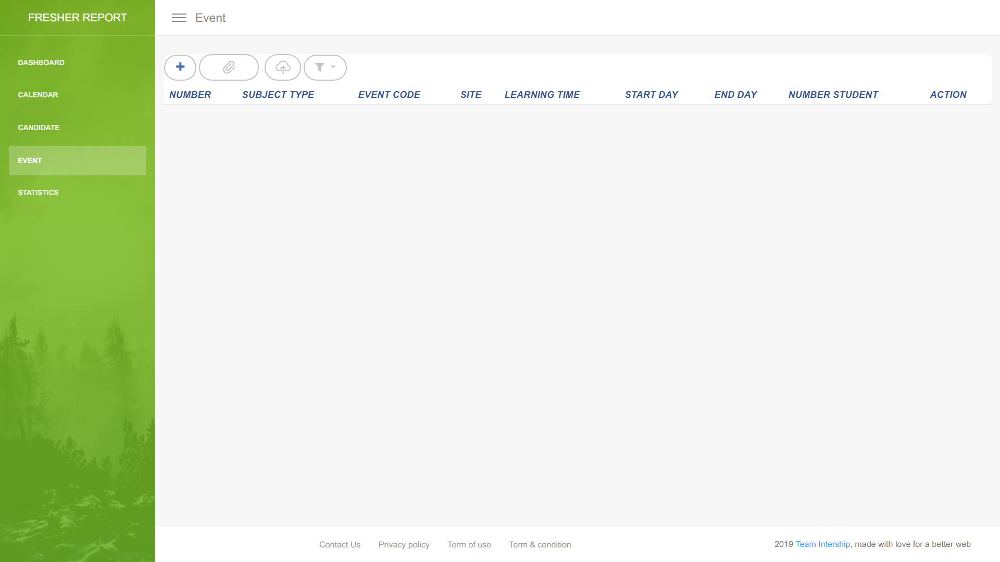 FRESHER REPORT
Event
DASHBOARD
CALENDAR
CANDIDATE
EVENT
STATISTICS
NUMBER SUBJECT TYPE EVENT CODE SITE LEARNING TIME START DAY END DAY NUMBER STUDENT ACTION
Contact Us Privacy policy Term of use Term & condition
2019 Team Intership, made with love for a better web